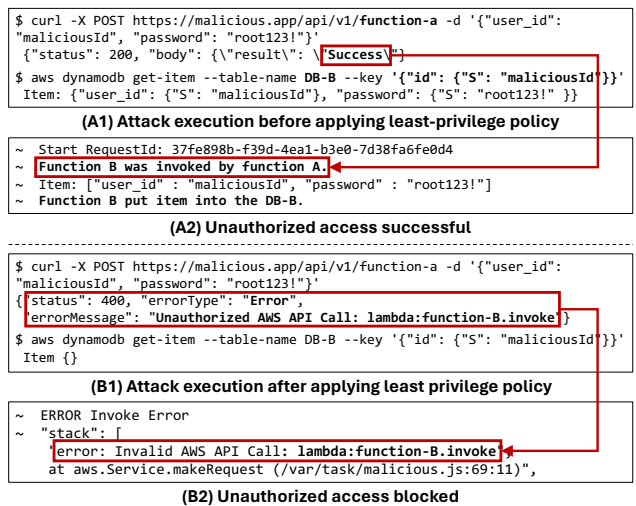 $ curl -X POST https://malicious.app/api/v1/function-a -d '{"user_id":
"maliciousId", "password": "root123!"}'
{"status": 200, "body": {\"result\": \"Success\"}
$ aws dynamodb get-item --table-name DB-B --key '{"id": {"S": "maliciousId"}}'
Item: {"user_id": {"S": "maliciousId"}, "password": {"S": "root123!" }}
(A1) Attack execution before applying least-privilege policy
~ Start RequestId: 37fe898b-f39d-4ea1-b3e0-7d38fa6fe0d4
~ Function B was invoked by function A.
~ Item: ["user_id" : "maliciousId", "password" : "root123!"]
~ Function B put item into the DB-B.
(A2) Unauthorized access successful
$ curl -X POST https://malicious.app/api/v1/function-a -d '{"user_id":
"maliciousId", "password": "root123!"}'
{"status": 400, "errorType": "Error",
"errorMessage": "Unauthorized AWS API Call: lambda:function-B.invoke"}
$ aws dynamodb get-item --table-name DB-B --key '{"id": {"S": "maliciousId"}}'
Item {}
(B1) Attack execution after applying least privilege policy
~ ERROR Invoke Error
~ "stack": [
"error: Invalid AWS API Call: lambda:function-B.invoke",
at aws.Service.makeRequest (/var/task/malicious.js:69:11)",
(B2) Unauthorized access blocked